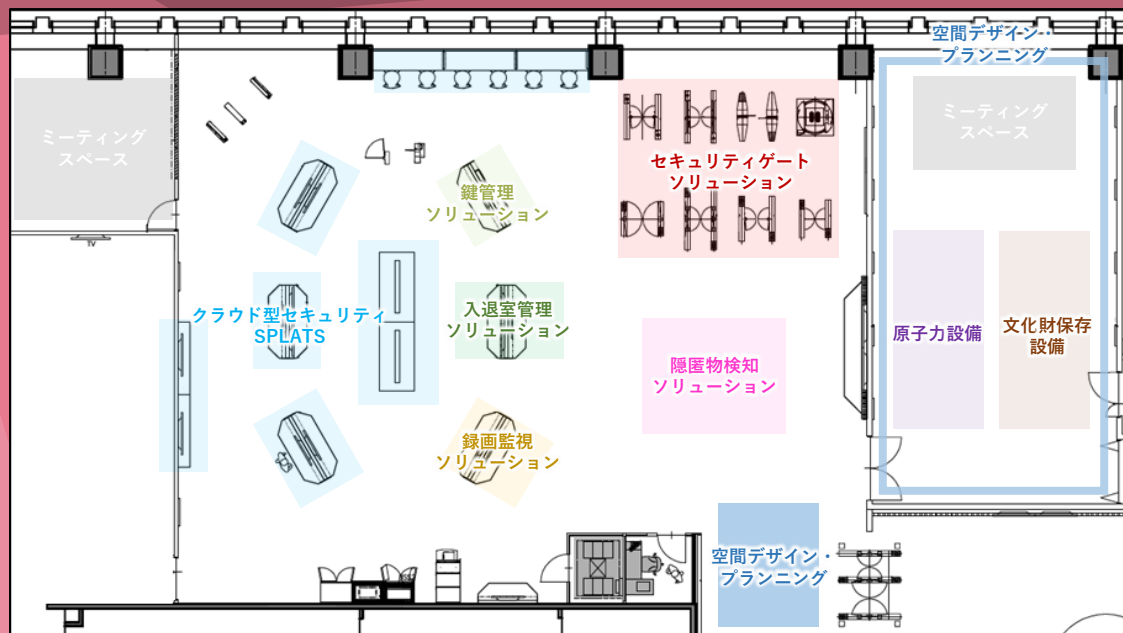 空間デザイン・
プランニング
ミーティング
スペース
ミーティング
スペース
セキュリティゲート
ソリューション
鍵管理
ソリューション
TV
クラウド型セキュリティ
SPLATS
入退室管理
ソリューション
原子力設備
文化財保存
設備
隠匿物検知
ソリューション
録画監視
ソリューション
空間デザイン・
プランニング